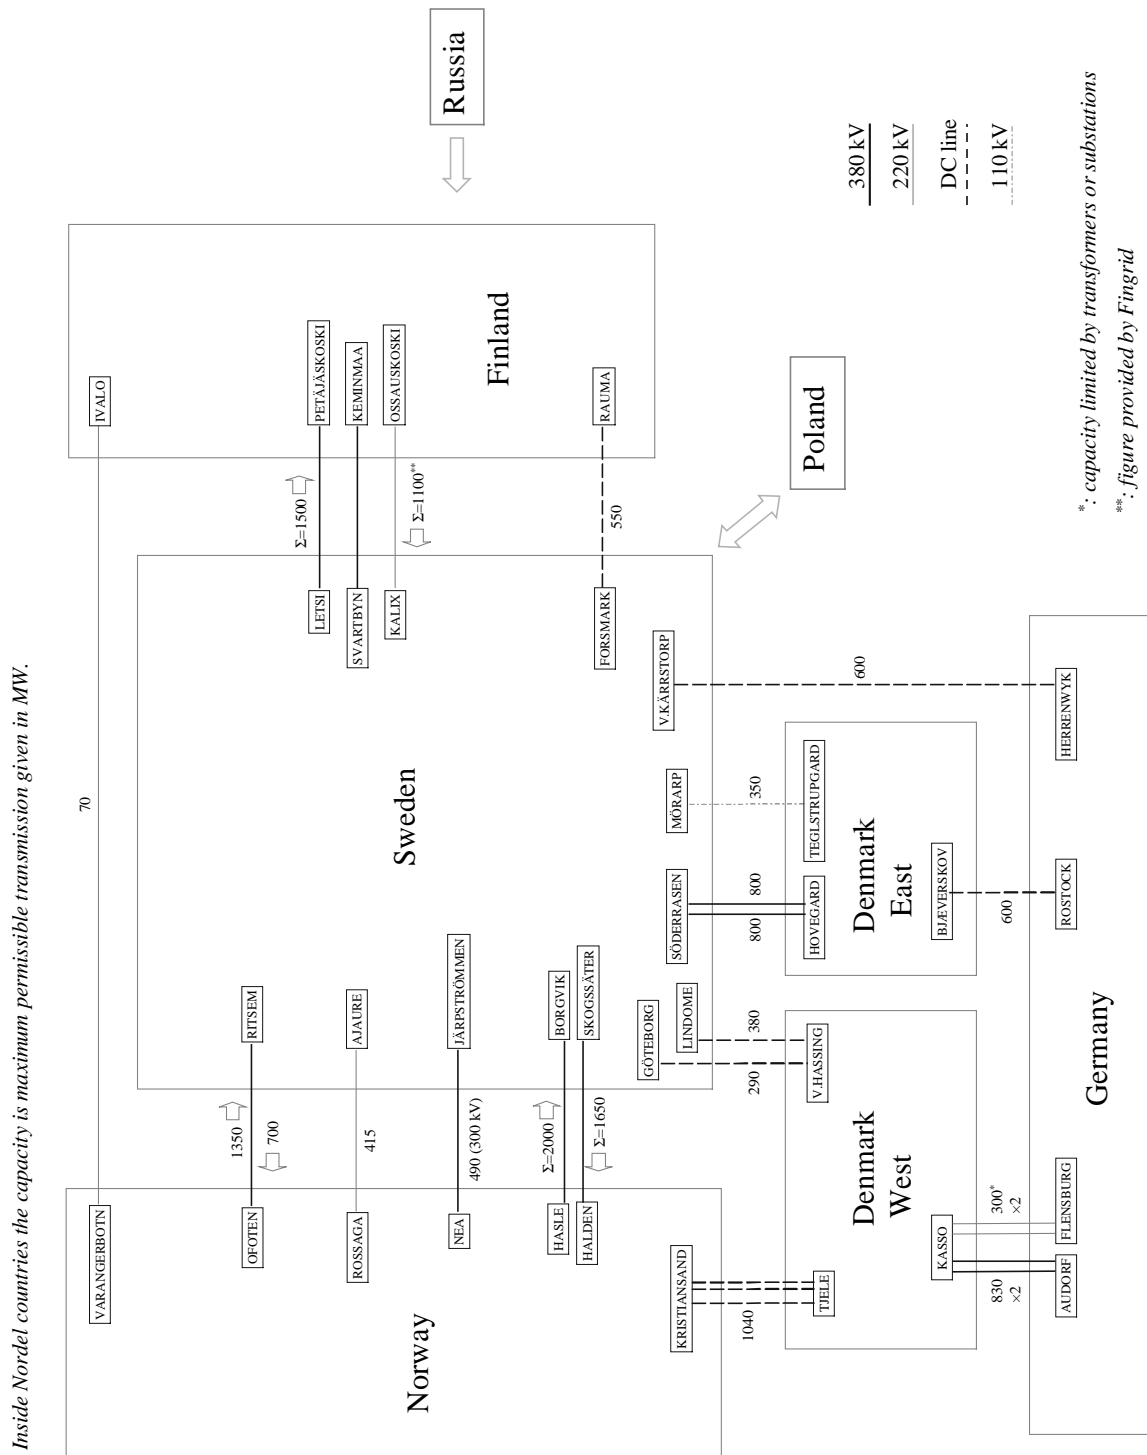 Inside Nordel countries the capacity is maximum permissible transmission given in MW.
VARANGERBOTN
70
IVALO
OFOTEN
1350
700
RITSEM
ROSSAGA
415
AJAURE
NEA
490 (300 kV)
JÄRPSTRÖMMEN
HASLE
Σ=2000
BORGVIK
HALDEN
Σ=1650
SKOGSSÄTER
Norway
Sweden
Finland
Russia
LETSI
Σ=1500
PETÄJÄSKOSKI
SVARTBYN
KEMINMAA
KALIX
Σ=1100**
OSSAUSKOSKI
FORSMARK
550
RAUMA
KRISTIANSAND
1040
TJELE
GÖTEBORG
LINDOME
290
380
V.HASSING
SÖDERRASEN
800
800
HOVEGARD
MÖRARP
350
TEGLSTRUPGARD
V.KÄRRSTORP
600
HERRENWYK
Poland
Denmark
West
Denmark
East
KASSO
830
×2
300*
×2
AUDORF
FLENSBURG
BJÆVERSKOV
600
ROSTOCK
Germany
380 kV
220 kV
DC line
110 kV
*: capacity limited by transformers or substations
**: figure provided by Fingrid